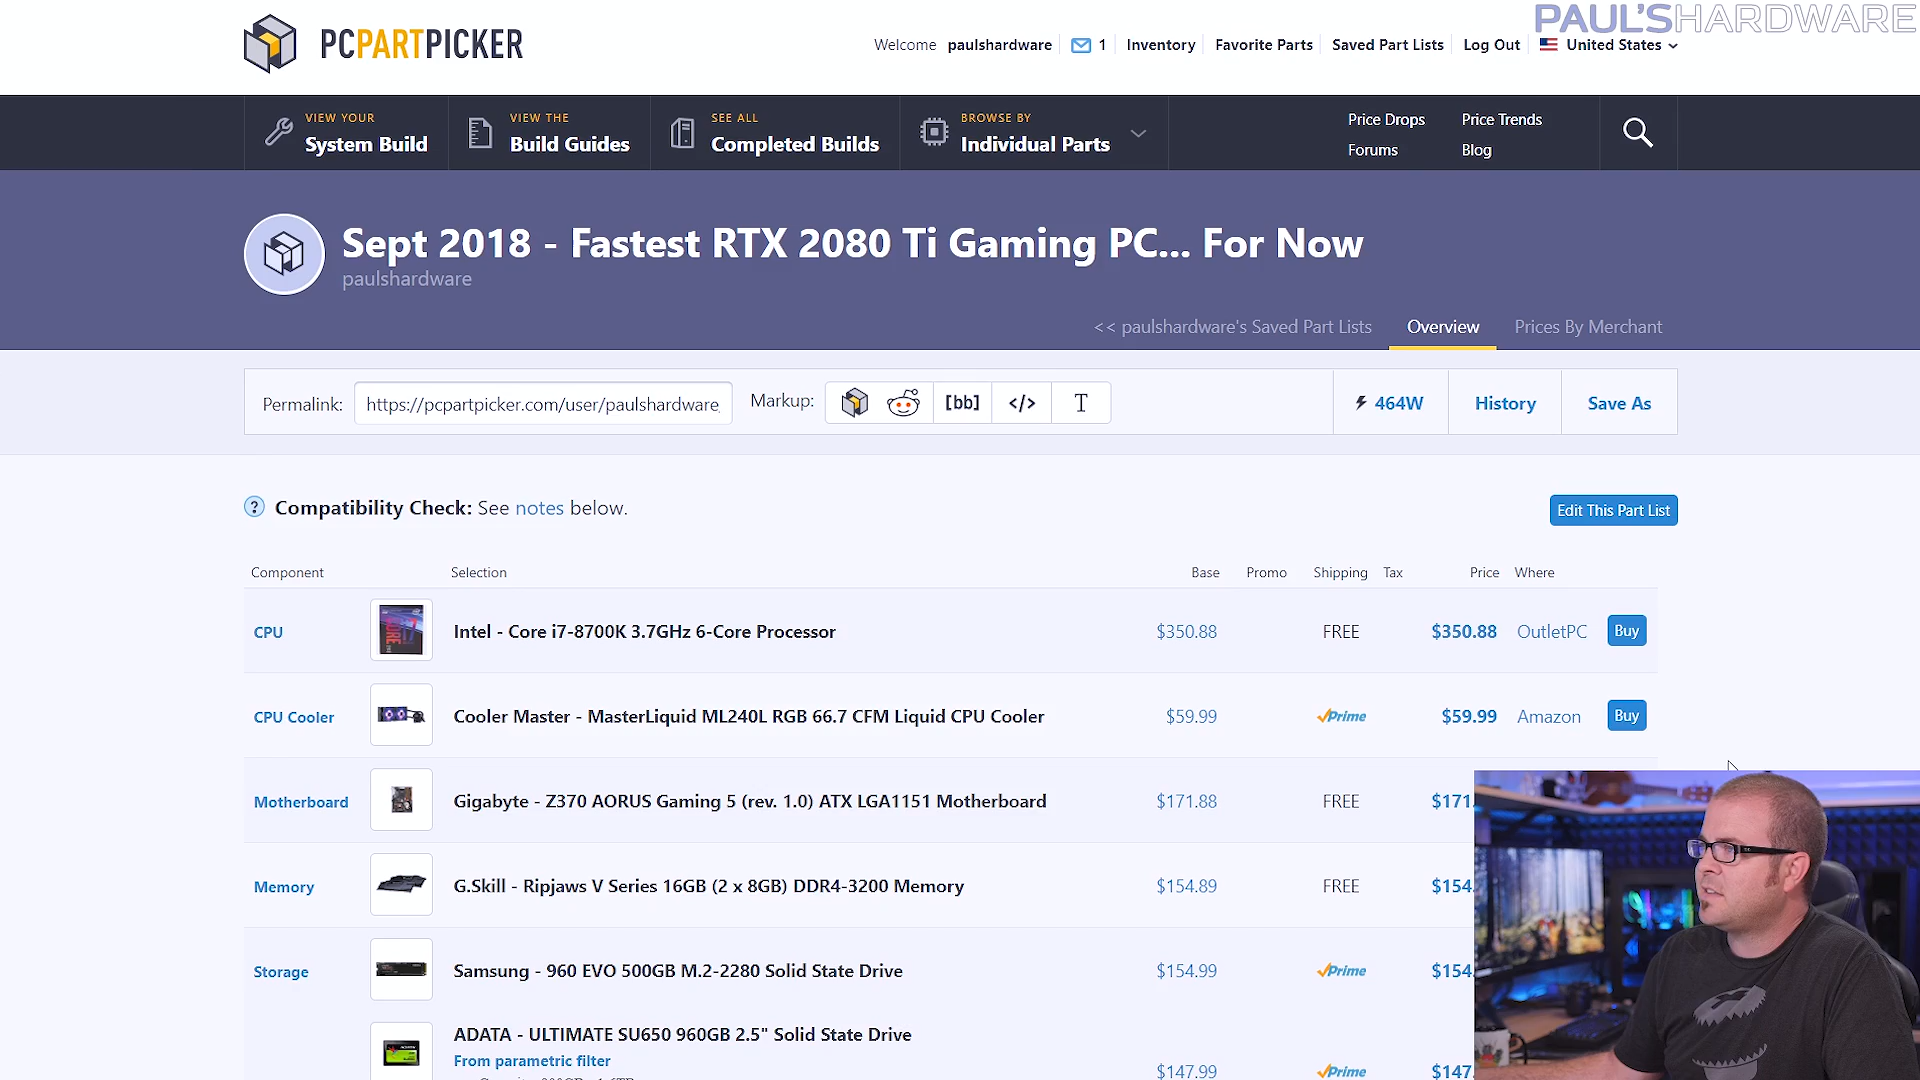 PAUL'SHARDWARE
PCPARTPICKER
Welcome paulshardware 1 Inventory Favorite Parts Saved Part Lists Log Out United States
VIEW YOUR
System Build
VIEW THE
Build Guides
SEE ALL
Completed Builds
BROWSE BY
Individual Parts
Price Drops Price Trends
Forums Blog
Sept 2018 - Fastest RTX 2080 Ti Gaming PC... For Now
paulshardware
<< paulshardware's Saved Part Lists Overview Prices By Merchant
Permalink: https://pcpartpicker.com/user/paulshardware Markup: [bb] </> T 464W History Save As
? Compatibility Check: See notes below. Edit This Part List
Component Selection Base Promo Shipping Tax Price Where
CPU Intel - Core i7-8700K 3.7GHz 6-Core Processor $350.88 FREE $350.88 OutletPC Buy
CPU Cooler Cooler Master - MasterLiquid ML240L RGB 66.7 CFM Liquid CPU Cooler $59.99 Prime $59.99 Amazon Buy
Motherboard Gigabyte - Z370 AORUS Gaming 5 (rev. 1.0) ATX LGA1151 Motherboard $171.88 FREE $171.
Memory G.Skill - Ripjaws V Series 16GB (2 x 8GB) DDR4-3200 Memory $154.89 FREE $154.
Storage Samsung - 960 EVO 500GB M.2-2280 Solid State Drive $154.99 Prime $154.
ADATA - ULTIMATE SU650 960GB 2.5" Solid State Drive
From parametric filter
$147.99 Prime $147.